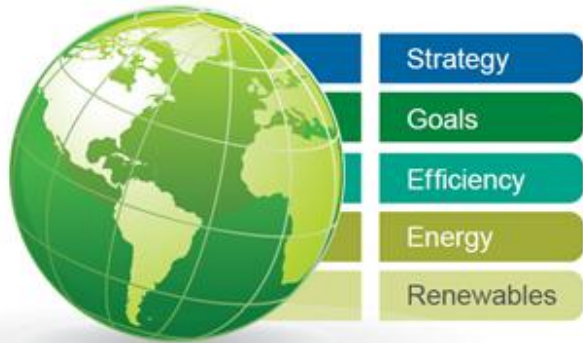 Strategy
Goals
Efficiency
Energy
Renewables